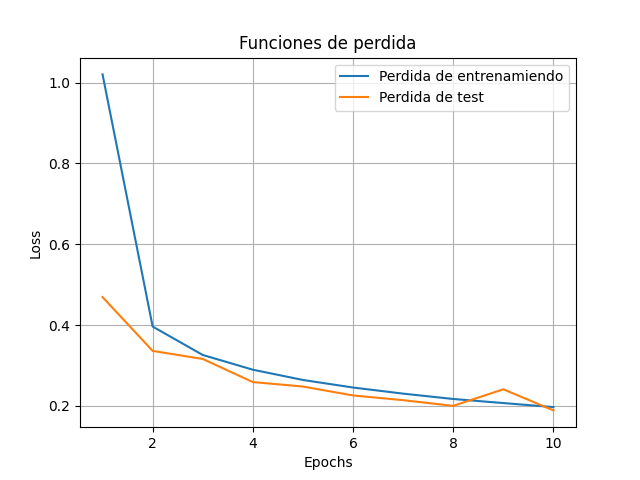 Funciones de perdida
Perdida de entrenamiendo
Perdida de test
Loss
1.0
0.8
0.6
0.4
0.2
2
4
6
8
10
Epochs